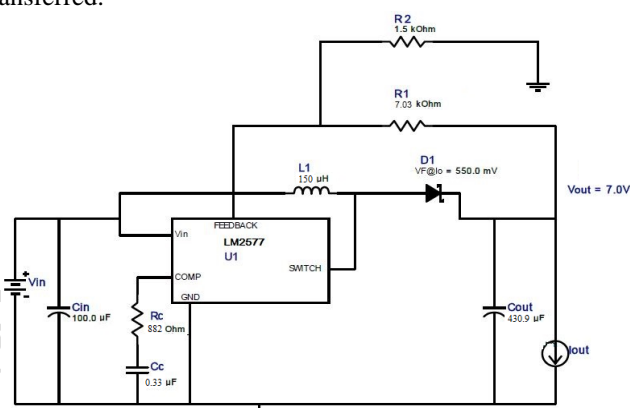 ansferred.
R2
1.5 kOhm
R1
7.03 kOhm
D1
VF@Io = 550.0 mV
L1
150 µH
Vout = 7.0V
FEEDBACK
Vin
LM2577
U1
SWITCH
COMP
GND
Vin
Cin
100.0 µF
Rc
882 Ohm
Cc
0.33 µF
Cout
430.9 µF
Iout